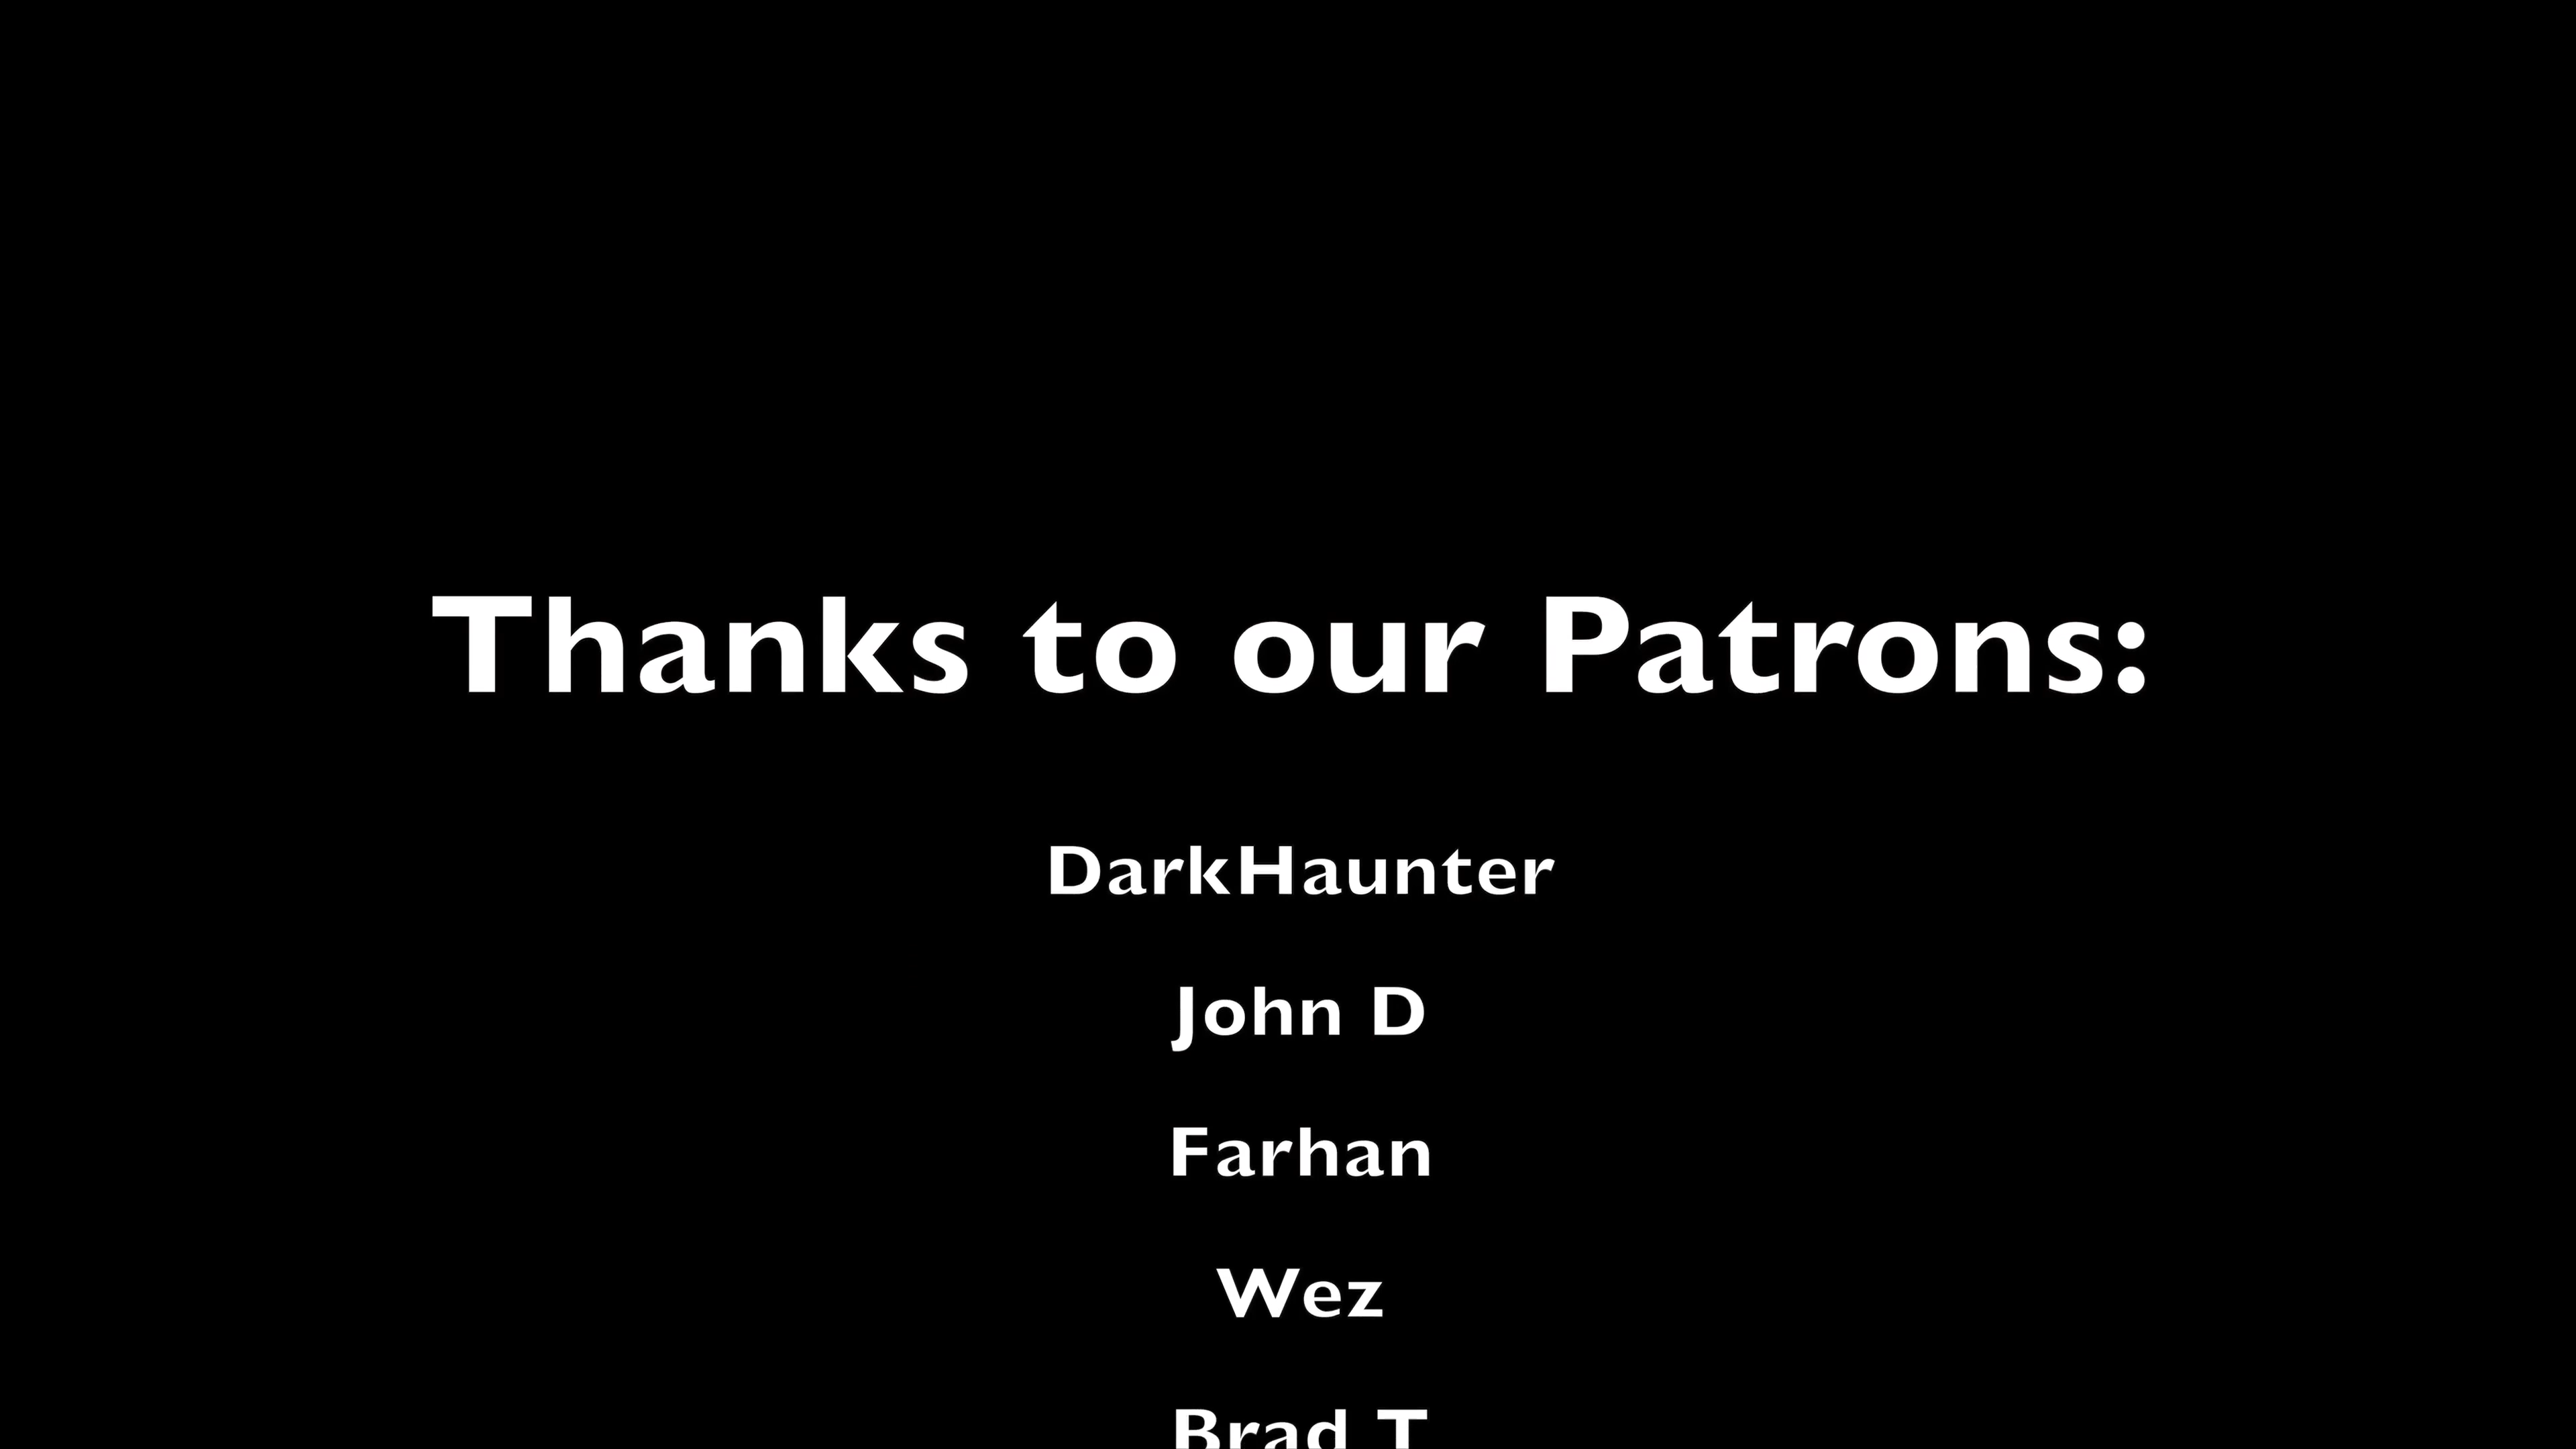 Thanks to our Patrons:
DarkHaunter
John D
Farhan
Wez
Brad T